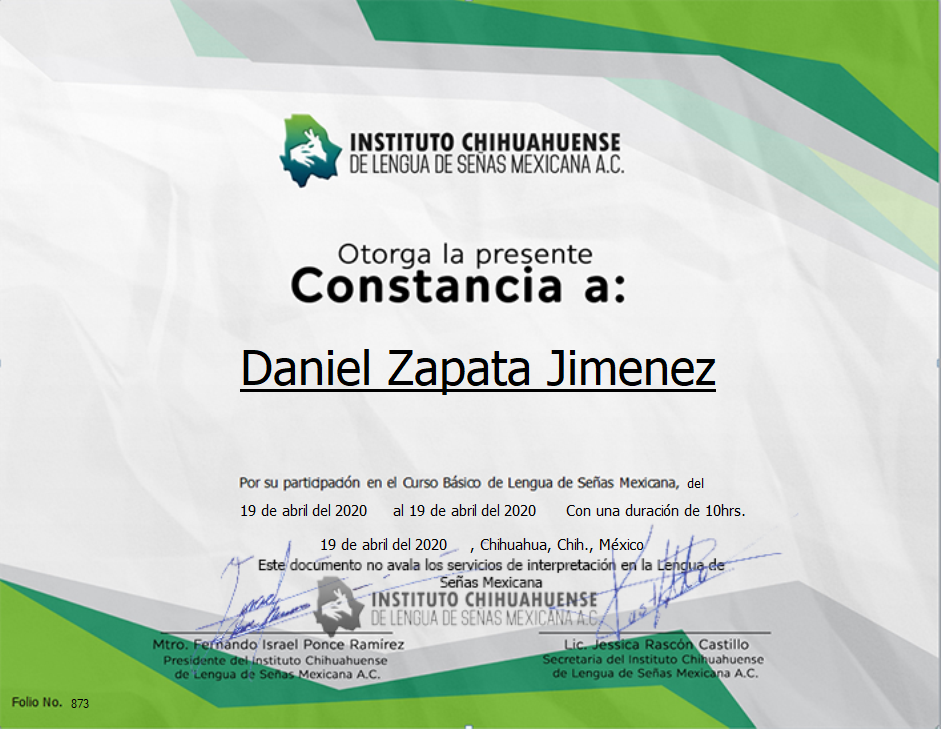 INSTITUTO CHIHUAHUENSE
DE LENGUA DE SEÑAS MEXICANA A.C.
Otorga la presente
Constancia a:
Daniel Zapata Jimenez
Por su participación en el Curso Básico de Lengua de Señas Mexicana, del
19 de abril del 2020 al 19 de abril del 2020 Con una duración de 10hrs.
19 de abril del 2020 , Chihuahua, Chih., México
Este documento no avala los servicios de interpretación en la Lengua de
Señas Mexicana
INSTITUTO CHIHUAHUENSE
DE LENGUA DE SEÑAS MEXICANA A.C.
Mtro. Fernando Israel Ponce Ramírez
Presidente del Instituto Chihuahuense
de Lengua de Señas Mexicana A.C.
Lic. Jessica Rascón Castillo
Secretaria del Instituto Chihuahuense
de Lengua de Señas Mexicana A.C.
Folio No. 873